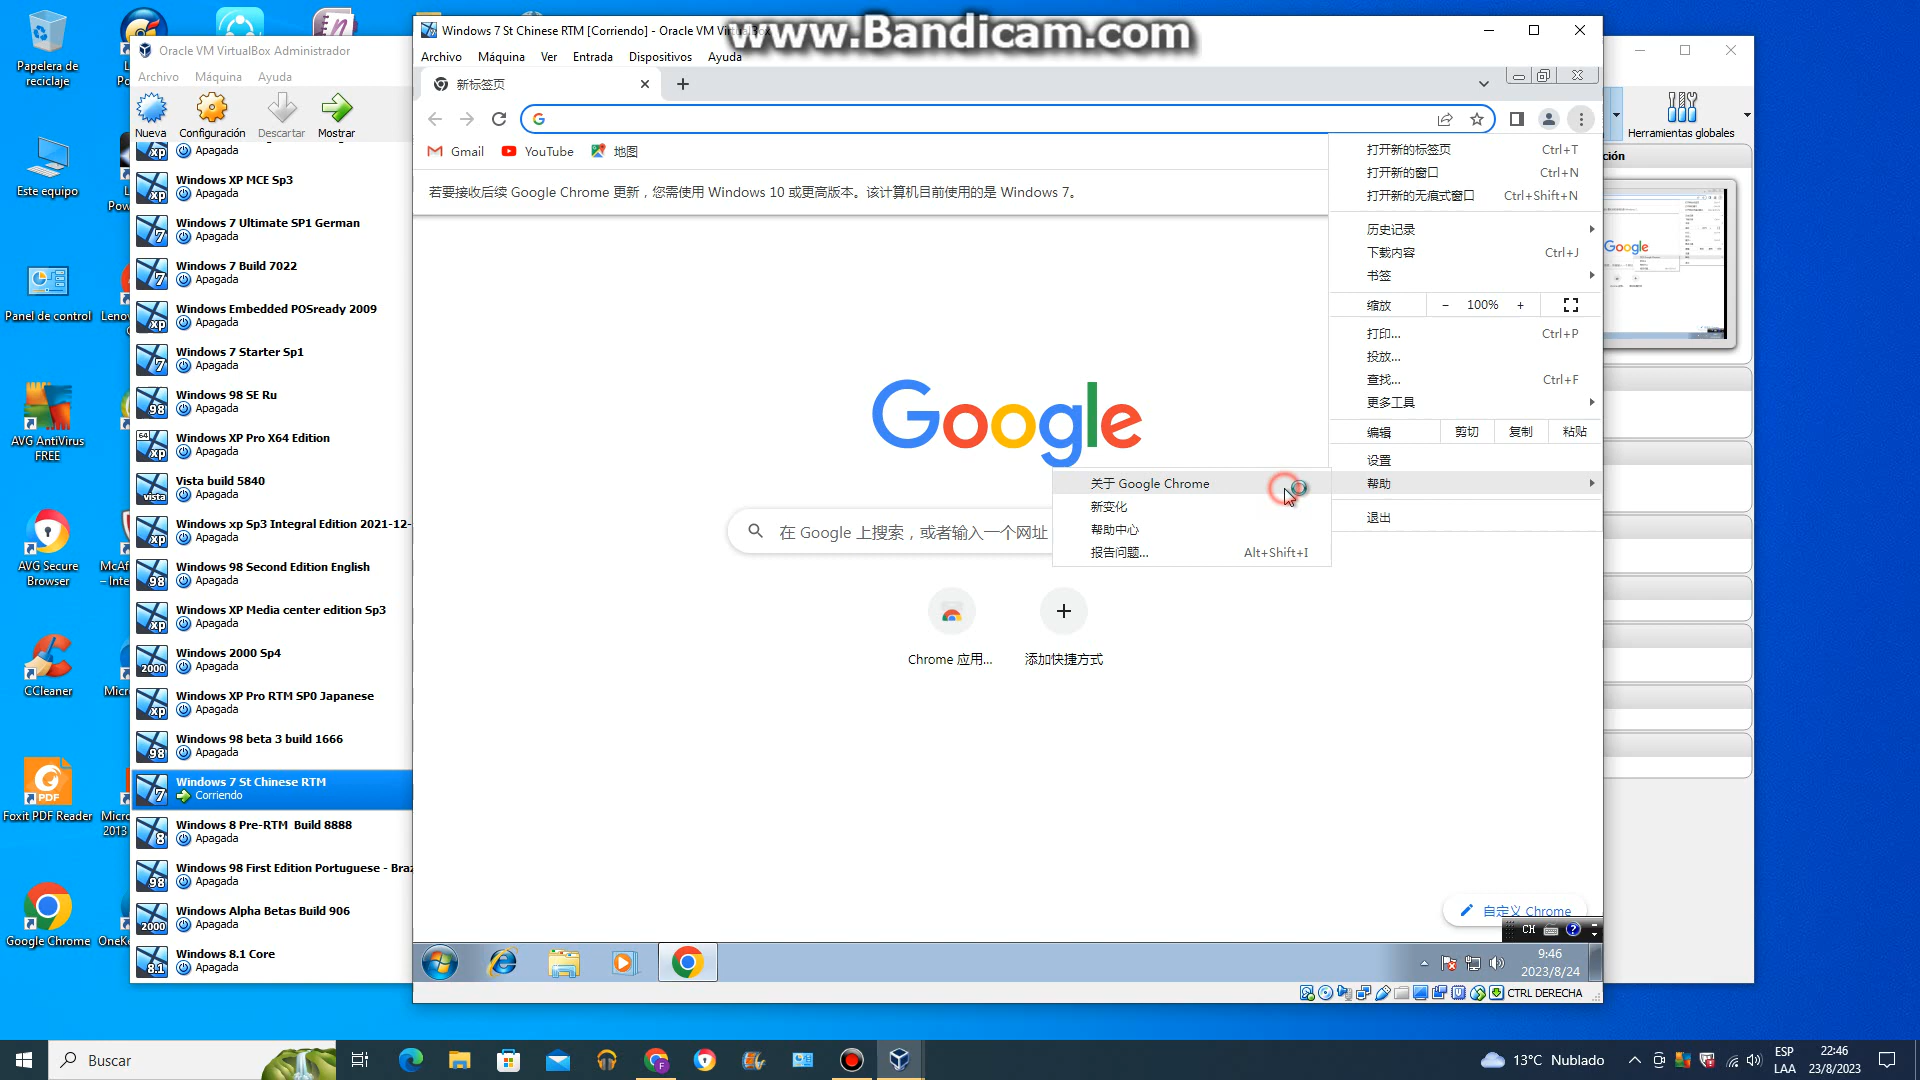 www.Bandicam.com
Papelera de
reciclaje
Este equipo
Panel de control
AVG AntiVirus
FREE
AVG Secure
Browser
CCleaner
Foxit PDF Reader
Google Chrome
Oracle VM VirtualBox Administrador
Archivo Máquina Ayuda
Nueva Configuración Descartar Mostrar
Apagada
Windows XP MCE Sp3
Apagada
Windows 7 Ultimate SP1 German
Apagada
Windows 7 Build 7022
Apagada
Windows Embedded POSready 2009
Apagada
Windows 7 Starter Sp1
Apagada
Windows 98 SE Ru
Apagada
Windows XP Pro X64 Edition
Apagada
Vista build 5840
Apagada
Windows xp Sp3 Integral Edition 2021-12-
Apagada
Windows 98 Second Edition English
Apagada
Windows XP Media center edition Sp3
Apagada
Windows 2000 Sp4
Apagada
Windows XP Pro RTM SP0 Japanese
Apagada
Windows 98 beta 3 build 1666
Apagada
Windows 7 St Chinese RTM
Corriendo
Windows 8 Pre-RTM Build 8888
Apagada
Windows 98 First Edition Portuguese - Braz
Apagada
Windows Alpha Betas Build 906
Apagada
Windows 8.1 Core
Apagada
Windows 7 St Chinese RTM [Corriendo] - Oracle VM
Archivo Máquina Ver Entrada Dispositivos Ayuda
新标签页
Gmail YouTube 地图
若要接收后续 Google Chrome 更新，您需使用 Windows 10 或更高版本。该计算机目前使用的是 Windows 7。
Google
在 Google 上搜索，或者输入一个网址
Chrome 应用... 添加快捷方式
打开新的标签页 Ctrl+T
打开新的窗口 Ctrl+N
打开新的无痕式窗口 Ctrl+Shift+N
历史记录
下载内容 Ctrl+J
书签
缩放 - 100% +
打印... Ctrl+P
投放...
查找... Ctrl+F
更多工具
编辑 剪切 复制 粘贴
设置
帮助
退出
关于 Google Chrome
新变化
帮助中心
报告问题... Alt+Shift+I
自定义 Chrome
CH
9:46
2023/8/24
CTRL DERECHA
Herramientas globales
ción
Buscar
13°C Nublado
ESP
LAA
22:46
23/8/2023